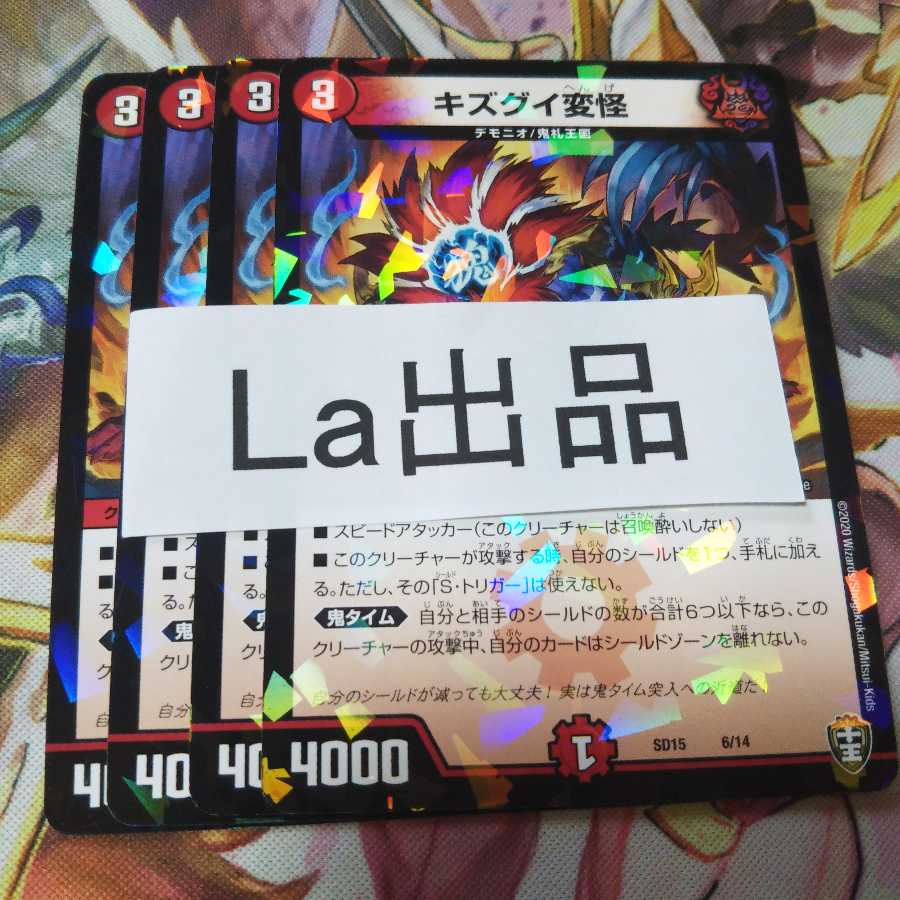 3
3
3
3
キズグイ変怪
へんげ
デモニオ/鬼札王国
La出品
■スピードアタッカー(このクリーチャーは召喚酔いしない)
■このクリーチャーが攻撃する時、自分のシールドを1つ、手札に加え
る。ただし、その「S・トリガー」は使えない。
鬼タイム 自分と相手のシールドの数が合計6つ以下なら、この
クリーチャーの攻撃中、自分のカードはシールドゾーンを離れない。
自分のシールドが減っても大丈夫!実は鬼タイム突入への近道だ!
4000
1
SD15 6/14
©2020 Wizards/Shogakukan/Mitsui-Kids